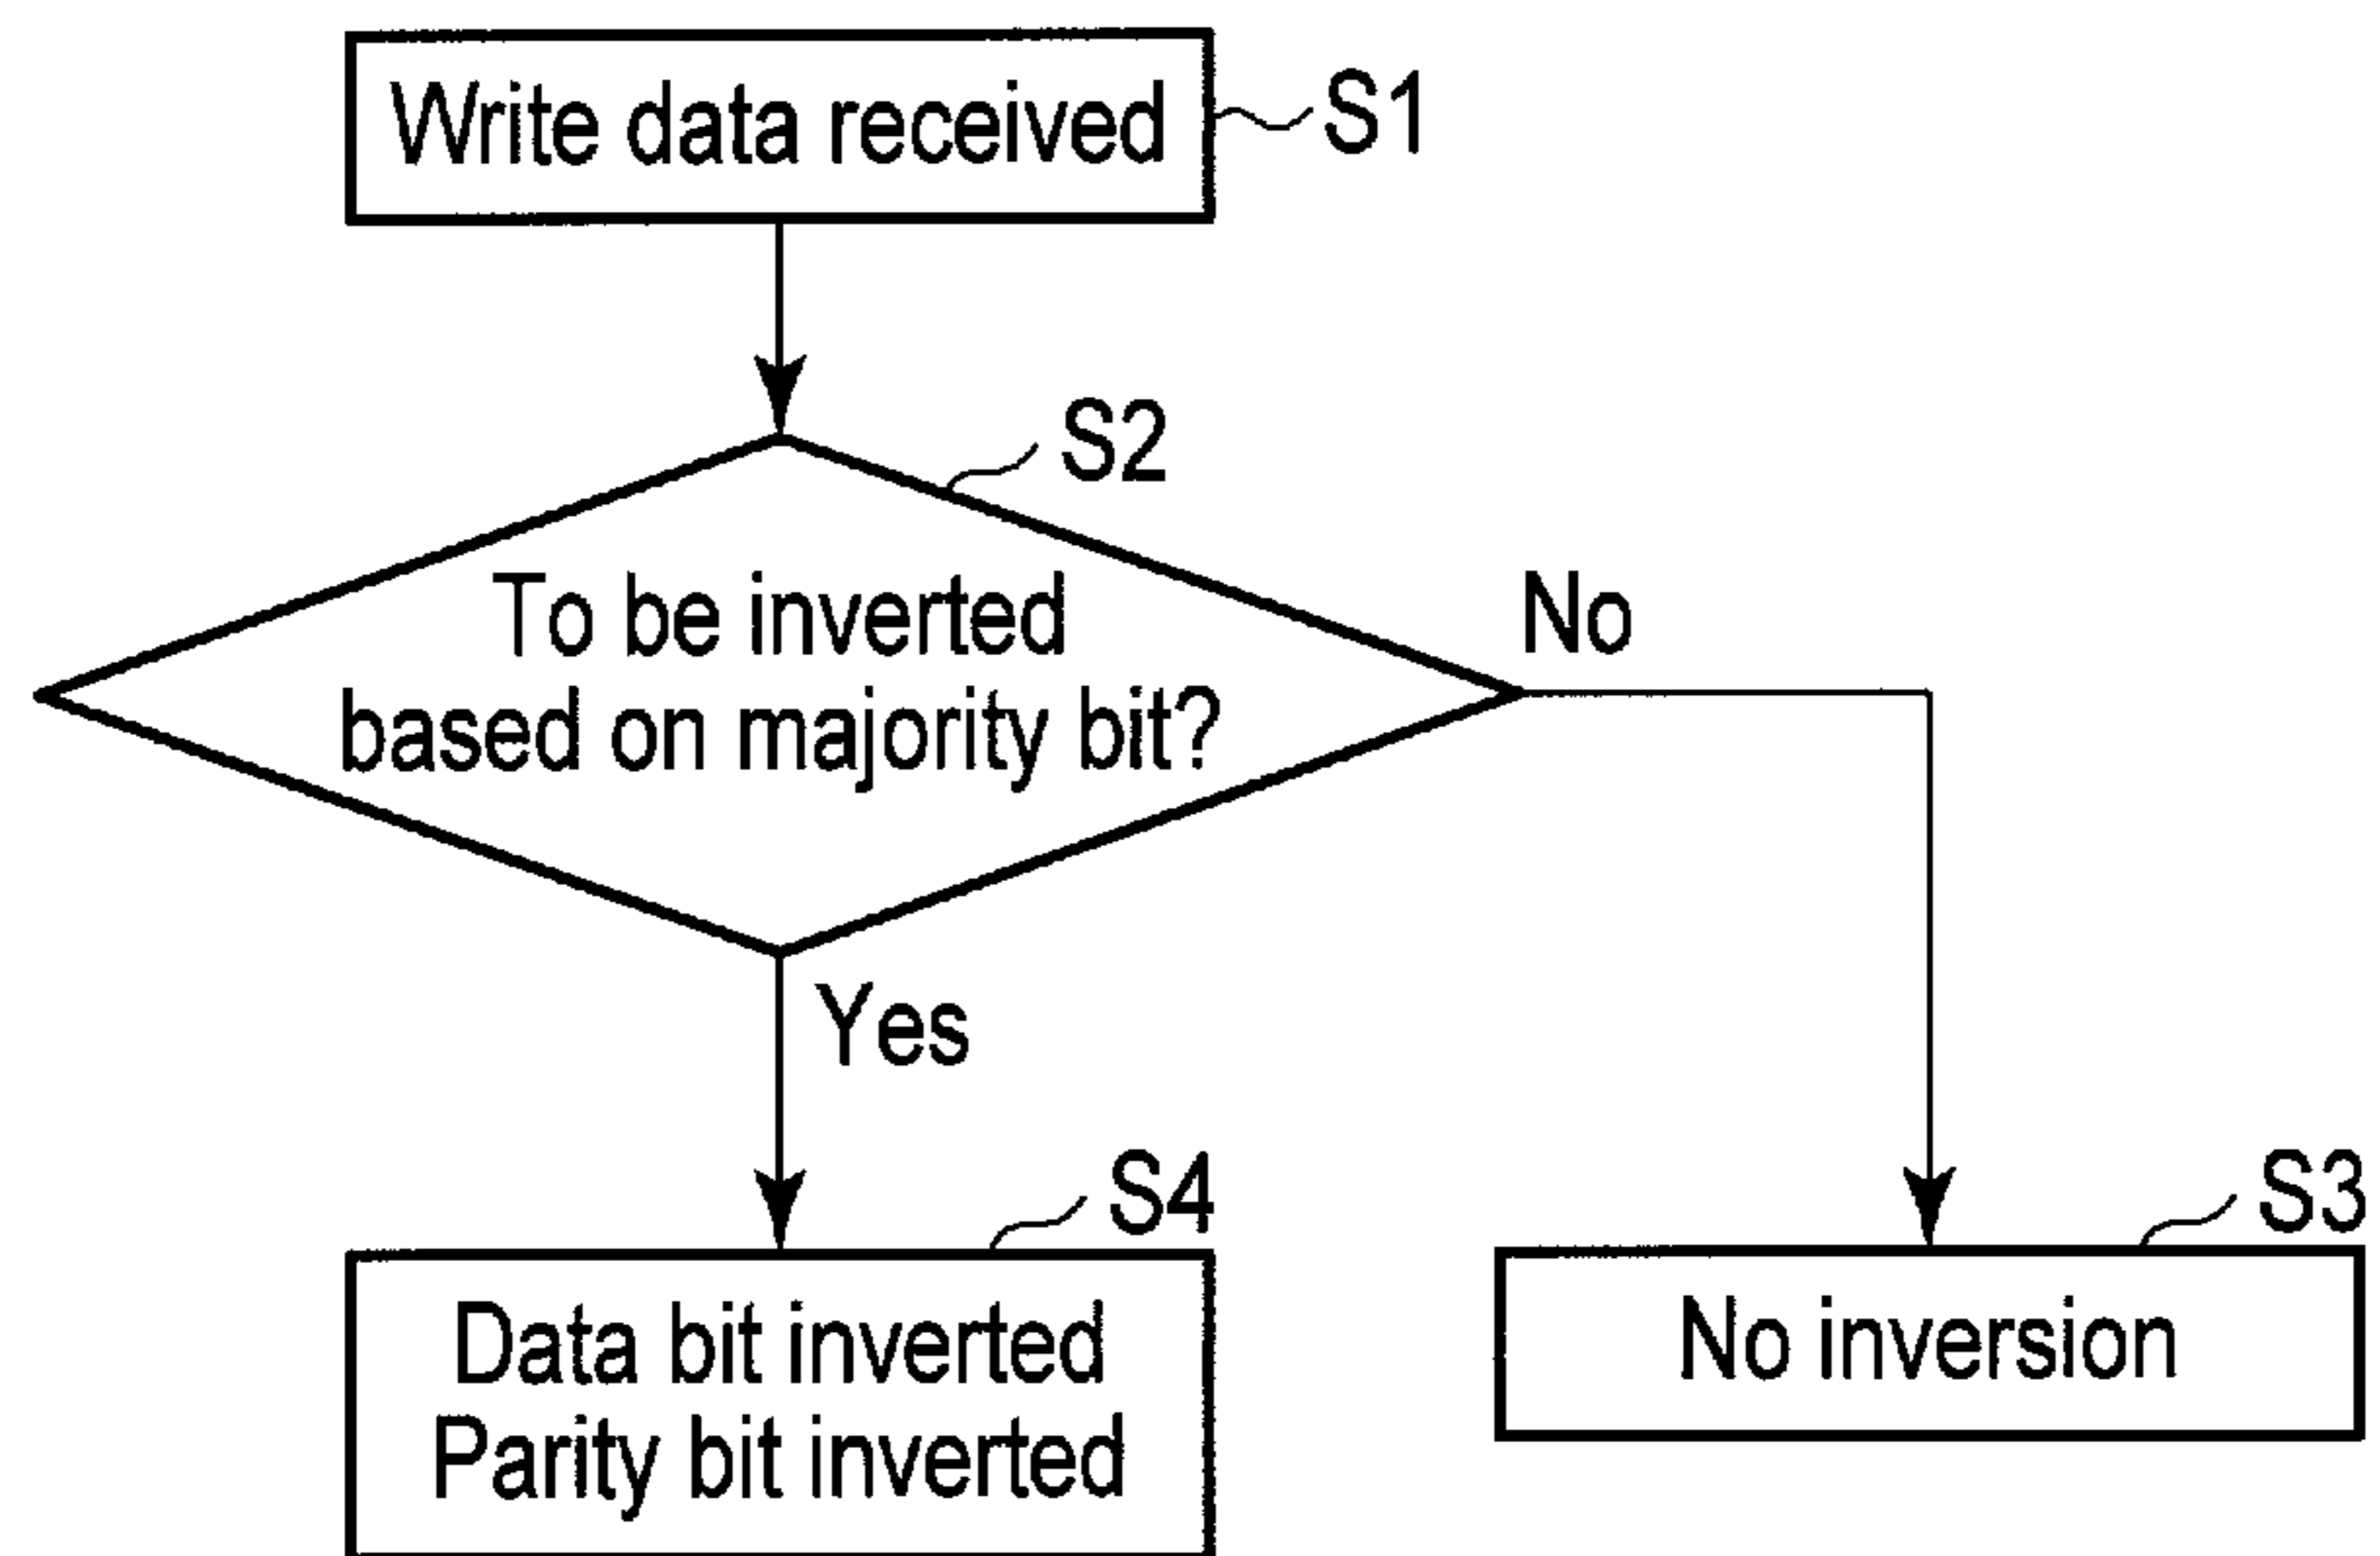 Write data received
S1
S2
To be inverted
based on majority bit?
No
Yes
S4
S3
Data bit inverted
Parity bit inverted
No inversion